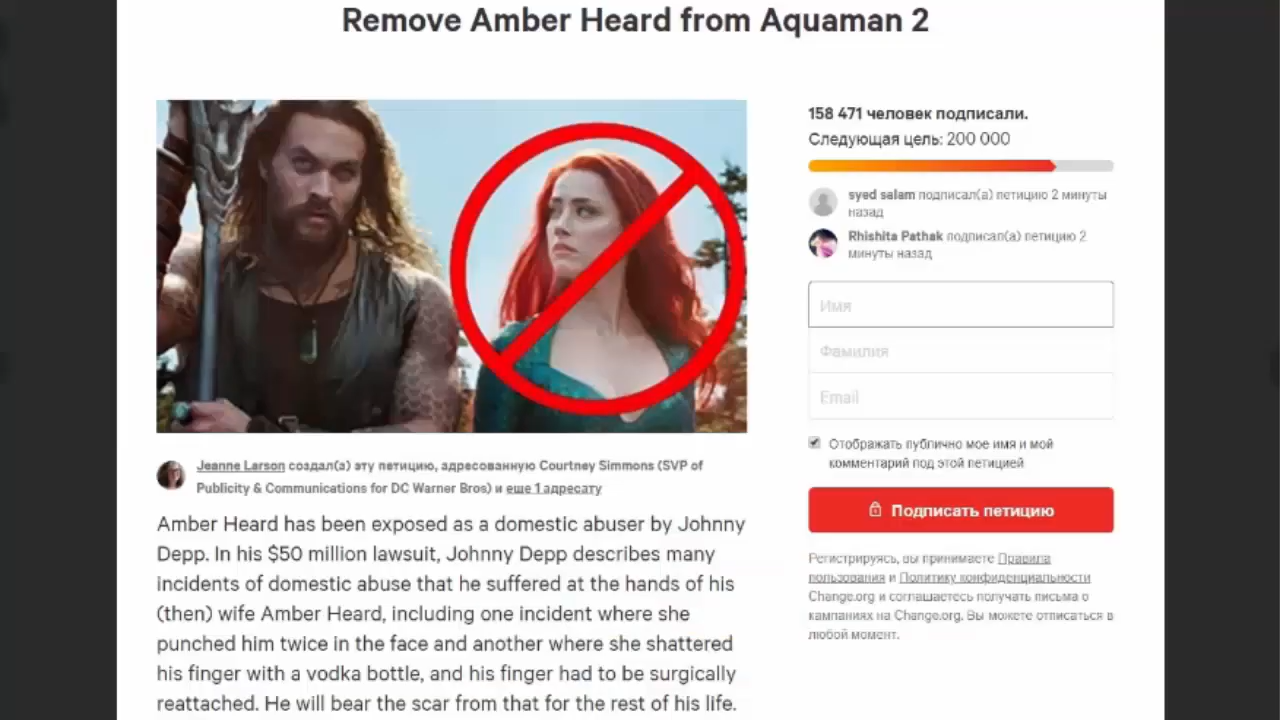 Remove Amber Heard from Aquaman 2
158 471 человек подписали.
Следующая цель: 200 000
syed salam подписал(а) петицию 2 минуты
назад
Rhishita Pathak подписал(а) петицию 2
минуты назад
Имя
Фамилия
Email
Отображать публично мое имя и мой
комментарий под этой петицией
Подписать петицию
Регистрируясь, вы принимаете Правила
пользования и Политику конфиденциальности
Change.org и соглашаетесь получать письма о
кампаниях на Change.org. Вы можете отписаться в
любой момент.
Jeanne Larson создал(а) эту петицию, адресованную Courtney Simmons (SVP of
Publicity & Communications for DC Warner Bros) и еще 1 адресату
Amber Heard has been exposed as a domestic abuser by Johnny
Depp. In his $50 million lawsuit, Johnny Depp describes many
incidents of domestic abuse that he suffered at the hands of his
(then) wife Amber Heard, including one incident where she
punched him twice in the face and another where she shattered
his finger with a vodka bottle, and his finger had to be surgically
reattached. He will bear the scar from that for the rest of his life.